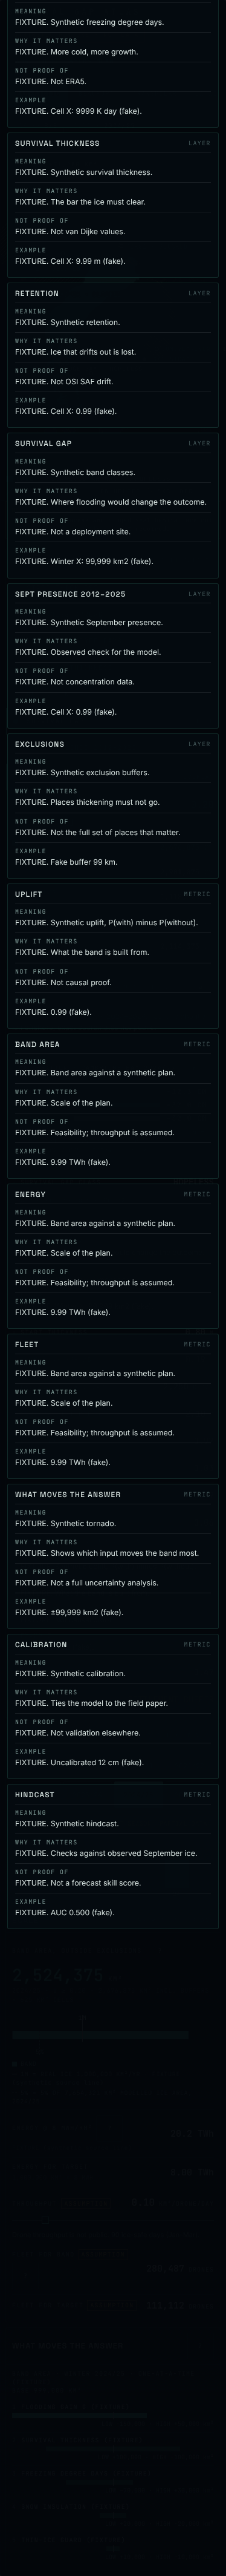 MEANING
FIXTURE. Synthetic freezing degree days.
WHY IT MATTERS
FIXTURE. More cold, more growth.
NOT PROOF OF
FIXTURE. Not ERA5.
EXAMPLE
FIXTURE. Cell X: 9999 K day (fake).
SURVIVAL THICKNESS LAYER
MEANING
FIXTURE. Synthetic survival thickness.
WHY IT MATTERS
FIXTURE. The bar the ice must clear.
NOT PROOF OF
FIXTURE. Not van Dijke values.
EXAMPLE
FIXTURE. Cell X: 9.99 m (fake).
RETENTION LAYER
MEANING
FIXTURE. Synthetic retention.
WHY IT MATTERS
FIXTURE. Ice that drifts out is lost.
NOT PROOF OF
FIXTURE. Not OSI SAF drift.
EXAMPLE
FIXTURE. Cell X: 0.99 (fake).
SURVIVAL GAP LAYER
MEANING
FIXTURE. Synthetic band classes.
WHY IT MATTERS
FIXTURE. Where flooding would change the outcome.
NOT PROOF OF
FIXTURE. Not a deployment site.
EXAMPLE
FIXTURE. Winter X: 99,999 km2 (fake).
SEPT PRESENCE 2012–2025 LAYER
MEANING
FIXTURE. Synthetic September presence.
WHY IT MATTERS
FIXTURE. Observed check for the model.
NOT PROOF OF
FIXTURE. Not concentration data.
EXAMPLE
FIXTURE. Cell X: 0.99 (fake).
EXCLUSIONS LAYER
MEANING
FIXTURE. Synthetic exclusion buffers.
WHY IT MATTERS
FIXTURE. Places thickening must not go.
NOT PROOF OF
FIXTURE. Not the full set of places that matter.
EXAMPLE
FIXTURE. Fake buffer 99 km.
UPLIFT METRIC
MEANING
FIXTURE. Synthetic uplift, P(with) minus P(without).
WHY IT MATTERS
FIXTURE. What the band is built from.
NOT PROOF OF
FIXTURE. Not causal proof.
EXAMPLE
FIXTURE. 0.99 (fake).
BAND AREA METRIC
MEANING
FIXTURE. Band area against a synthetic plan.
WHY IT MATTERS
FIXTURE. Scale of the plan.
NOT PROOF OF
FIXTURE. Feasibility; throughput is assumed.
EXAMPLE
FIXTURE. 9.99 TWh (fake).
ENERGY METRIC
MEANING
FIXTURE. Band area against a synthetic plan.
WHY IT MATTERS
FIXTURE. Scale of the plan.
NOT PROOF OF
FIXTURE. Feasibility; throughput is assumed.
EXAMPLE
FIXTURE. 9.99 TWh (fake).
FLEET METRIC
MEANING
FIXTURE. Band area against a synthetic plan.
WHY IT MATTERS
FIXTURE. Scale of the plan.
NOT PROOF OF
FIXTURE. Feasibility; throughput is assumed.
EXAMPLE
FIXTURE. 9.99 TWh (fake).
WHAT MOVES THE ANSWER METRIC
MEANING
FIXTURE. Synthetic tornado.
WHY IT MATTERS
FIXTURE. Shows which input moves the band most.
NOT PROOF OF
FIXTURE. Not a full uncertainty analysis.
EXAMPLE
FIXTURE. ±99,999 km2 (fake).
CALIBRATION METRIC
MEANING
FIXTURE. Synthetic calibration.
WHY IT MATTERS
FIXTURE. Ties the model to the field paper.
NOT PROOF OF
FIXTURE. Not validation elsewhere.
EXAMPLE
FIXTURE. Uncalibrated 12 cm (fake).
HINDCAST METRIC
MEANING
FIXTURE. Synthetic hindcast.
WHY IT MATTERS
FIXTURE. Checks against observed September ice.
NOT PROOF OF
FIXTURE. Not a forecast skill score.
EXAMPLE
FIXTURE. AUC 0.500 (fake).